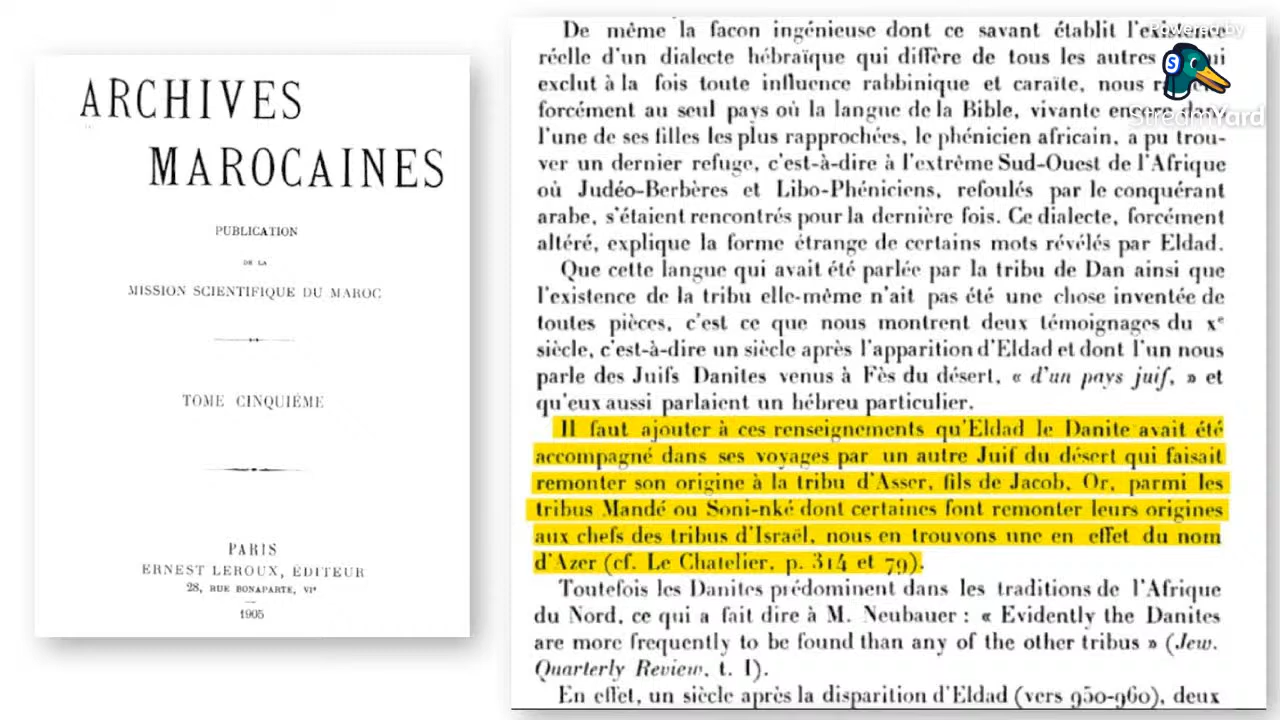 ARCHIVES
MAROCAINES
PUBLICATION
DE LA
MISSION SCIENTIFIQUE DU MAROC
TOME CINQUIÈME
PARIS
ERNEST LEROUX, ÉDITEUR
28, RUE BONAPARTE, VIᵉ
1905
De même la façon ingénieuse dont ce savant établit
réelle d'un dialecte hébraïque qui diffère de tous les autres
exclut à la fois toute influence rabbinique et caraïte, nous
forcément au seul pays où la langue de la Bible, vivante
l'une de ses filles les plus rapprochées, le phénicien africain, a pu trou-
ver un dernier refuge, c'est-à-dire à l'extrême Sud-Ouest de l'Afrique
où Judéo-Berbères et Libo-Phéniciens, refoulés par le conquérant
arabe, s'étaient rencontrés pour la dernière fois. Ce dialecte, forcément
altéré, explique la forme étrange de certains mots révélés par Eldad.
Que cette langue qui avait été parlée par la tribu de Dan ainsi que
l'existence de la tribu elle-même n'ait pas été une chose inventée de
toutes pièces, c'est ce que nous montrent deux témoignages du xᵉ
siècle, c'est-à-dire un siècle après l'apparition d'Eldad et dont l'un nous
parle des Juifs Danites venus à Fès du désert, « d'un pays juif, » et
qu'eux aussi parlaient un hébreu particulier.
Il faut ajouter à ces renseignements qu'Eldad le Danite avait été
accompagné dans ses voyages par un autre Juif du désert qui faisait
remonter son origine à la tribu d'Asser, fils de Jacob. Or, parmi les
tribus Mandé ou Soni-nké dont certaines font remonter leurs origines
aux chefs des tribus d'Israël, nous en trouvons une en effet du nom
d'Azer (cf. Le Chatelier, p. 314 et 79).
Toutefois les Danites prédominent dans les traditions de l'Afrique
du Nord, ce qui a fait dire à M. Neubauer : « Evidently the Danites
are more frequently to be found than any of the other tribus » (Jew.
Quarterly Review, t. I).
En effet, un siècle après la disparition d'Eldad (vers 950-960), deux
Powered by
StreamYard